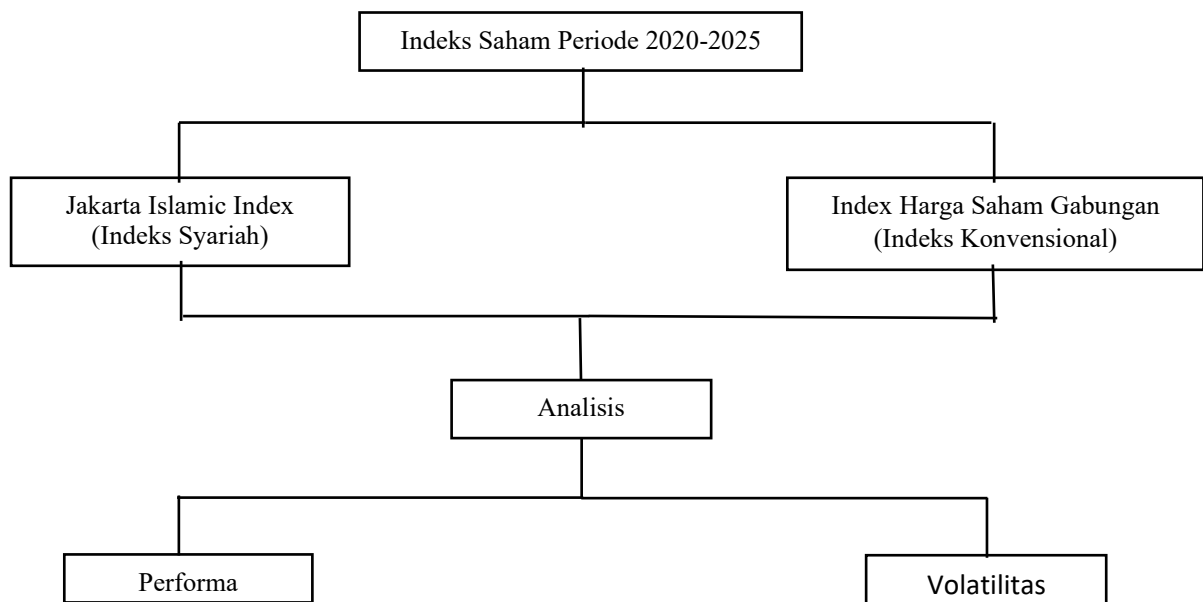 Indeks Saham Periode 2020-2025
Jakarta Islamic Index
(Indeks Syariah)
Index Harga Saham Gabungan
(Indeks Konvensional)
Analisis
Performa
Volatilitas